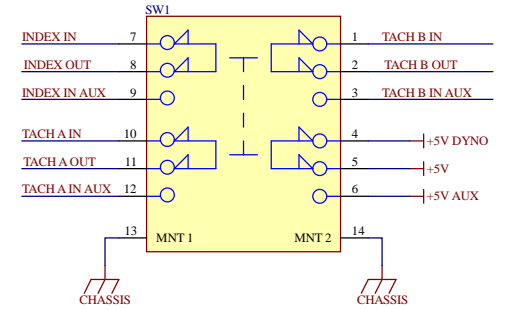 SW1
INDEX IN 7 1 TACH B IN
INDEX OUT 8 2 TACH B OUT
INDEX IN AUX 9 3 TACH B IN AUX
TACH A IN 10 4 +5V DYNO
TACH A OUT 11 5 +5V
TACH A IN AUX 12 6 +5V AUX
13 MNT 1 MNT 2 14
CHASSIS CHASSIS